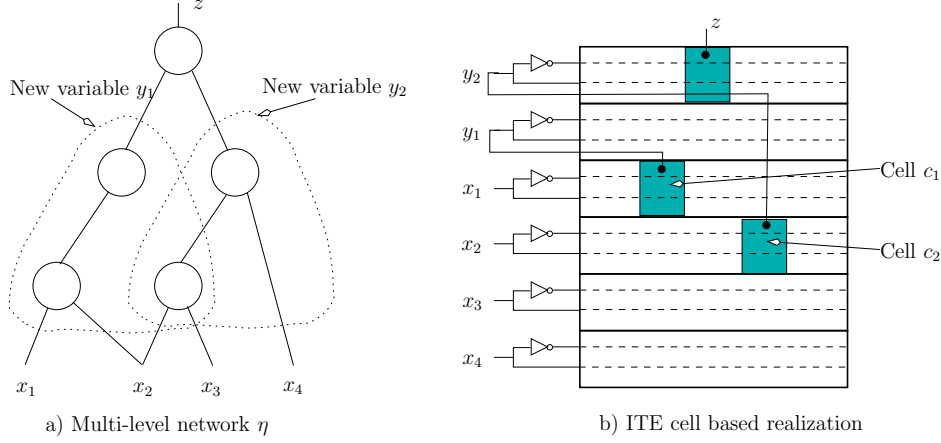 z
New variable y₁
New variable y₂
x₁ x₂ x₃ x₄
a) Multi-level network η
z
y₂
y₁
x₁
x₂
x₃
x₄
Cell c₁
Cell c₂
b) ITE cell based realization